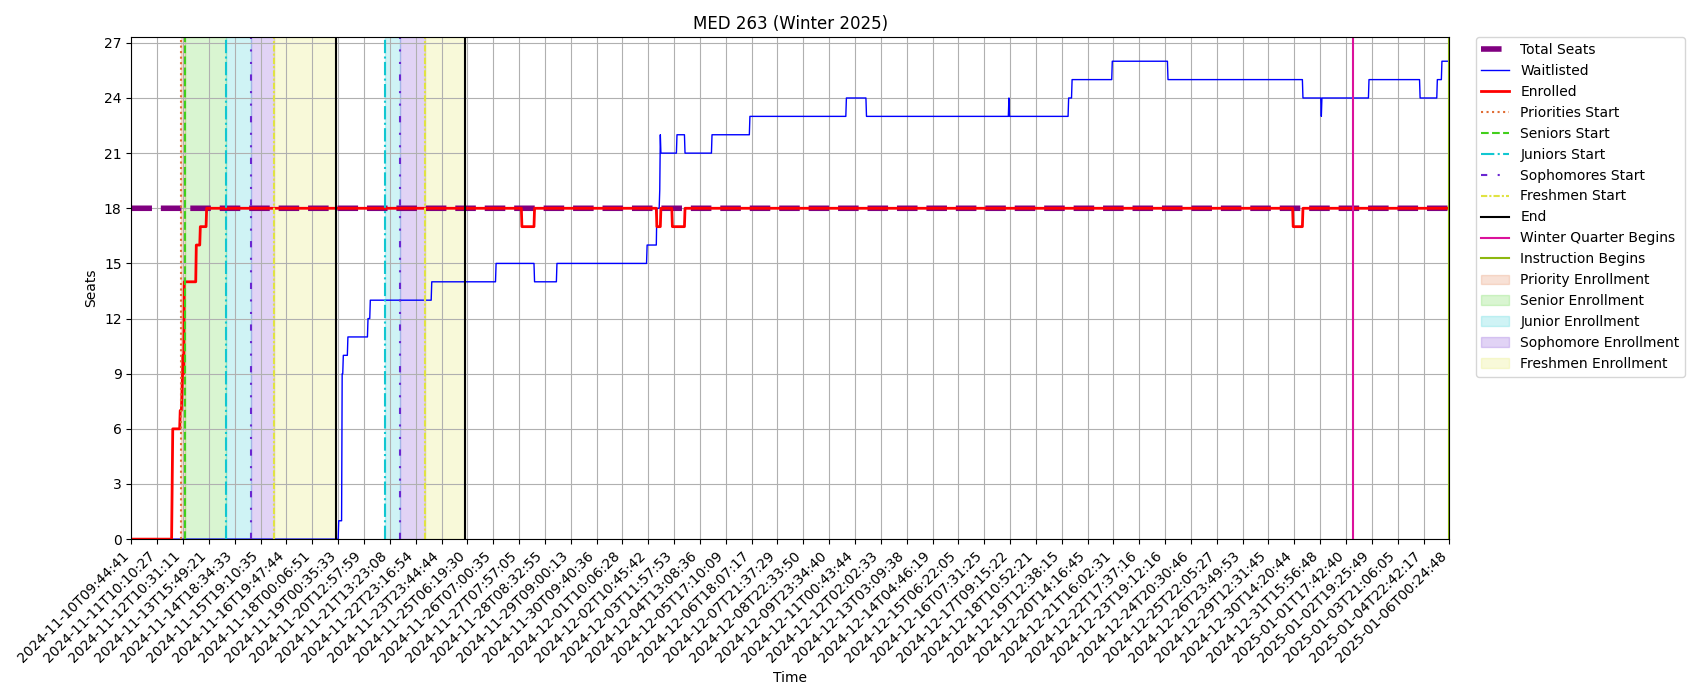 MED 263 (Winter 2025)
Seats
27
24
21
18
15
12
9
6
3
0
Total Seats
Waitlisted
Enrolled
Priorities Start
Seniors Start
Juniors Start
Sophomores Start
Freshmen Start
End
Winter Quarter Begins
Instruction Begins
Priority Enrollment
Senior Enrollment
Junior Enrollment
Sophomore Enrollment
Freshmen Enrollment
2024-11-10T09:44:41
2024-11-11T10:10:27
2024-11-12T10:31:11
2024-11-13T15:49:21
2024-11-14T18:34:33
2024-11-15T19:10:35
2024-11-16T19:47:44
2024-11-18T00:06:51
2024-11-19T00:35:33
2024-11-20T12:57:59
2024-11-21T13:23:08
2024-11-22T23:16:54
2024-11-23T23:44:44
2024-11-25T06:19:30
2024-11-26T07:00:35
2024-11-27T07:57:05
2024-11-28T08:32:55
2024-11-29T09:00:13
2024-11-30T09:40:36
2024-12-01T10:06:28
2024-12-02T10:45:42
2024-12-03T11:57:53
2024-12-04T13:08:36
2024-12-05T17:10:09
2024-12-06T18:07:17
2024-12-07T21:37:29
2024-12-08T22:33:50
2024-12-09T23:34:40
2024-12-11T00:43:44
2024-12-12T02:02:33
2024-12-13T03:09:38
2024-12-14T04:46:19
2024-12-15T06:22:05
2024-12-16T07:31:25
2024-12-17T09:15:22
2024-12-18T10:52:21
2024-12-19T12:38:15
2024-12-20T14:16:45
2024-12-21T16:02:31
2024-12-22T17:37:16
2024-12-23T19:12:16
2024-12-24T20:30:46
2024-12-25T22:05:27
2024-12-26T23:49:53
2024-12-29T12:31:45
2024-12-30T14:20:44
2024-12-31T15:56:48
2025-01-01T17:42:40
2025-01-02T19:25:49
2025-01-03T21:06:05
2025-01-04T22:42:17
2025-01-06T00:24:48
Time